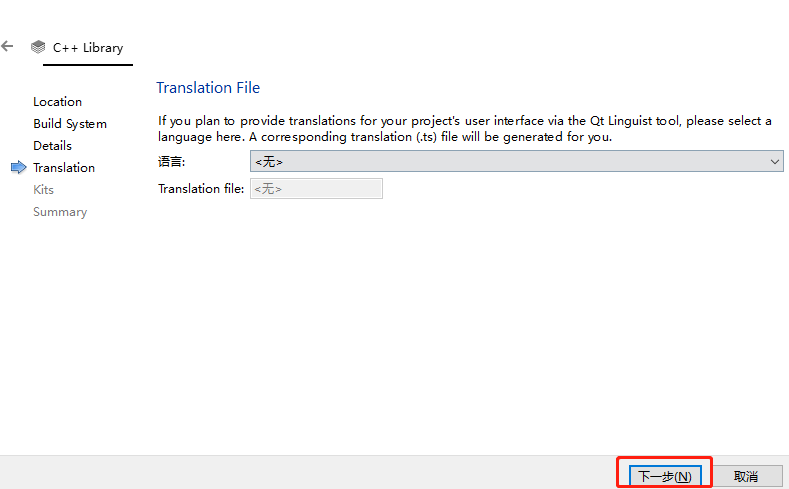 C++ Library
Location
Build System
Details
Translation
Kits
Summary
Translation File
If you plan to provide translations for your project's user interface via the Qt Linguist tool, please select a
language here. A corresponding translation (.ts) file will be generated for you.
语言: <无>
Translation file: <无>
下一步(N) 取消